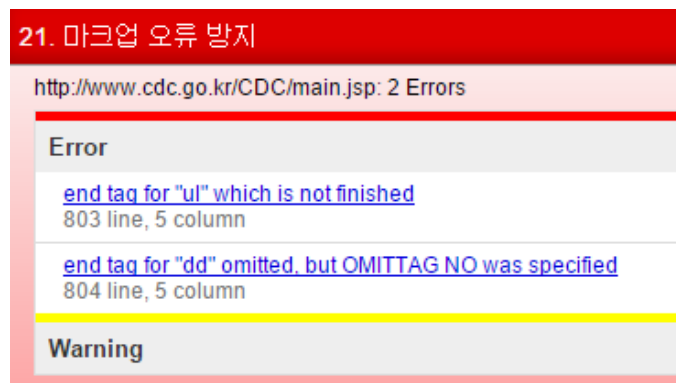 21. 마크업 오류 방지
http://www.cdc.go.kr/CDC/main.jsp: 2 Errors
Error
end tag for "ul" which is not finished
803 line, 5 column
end tag for "dd" omitted, but OMITTAG NO was specified
804 line, 5 column
Warning